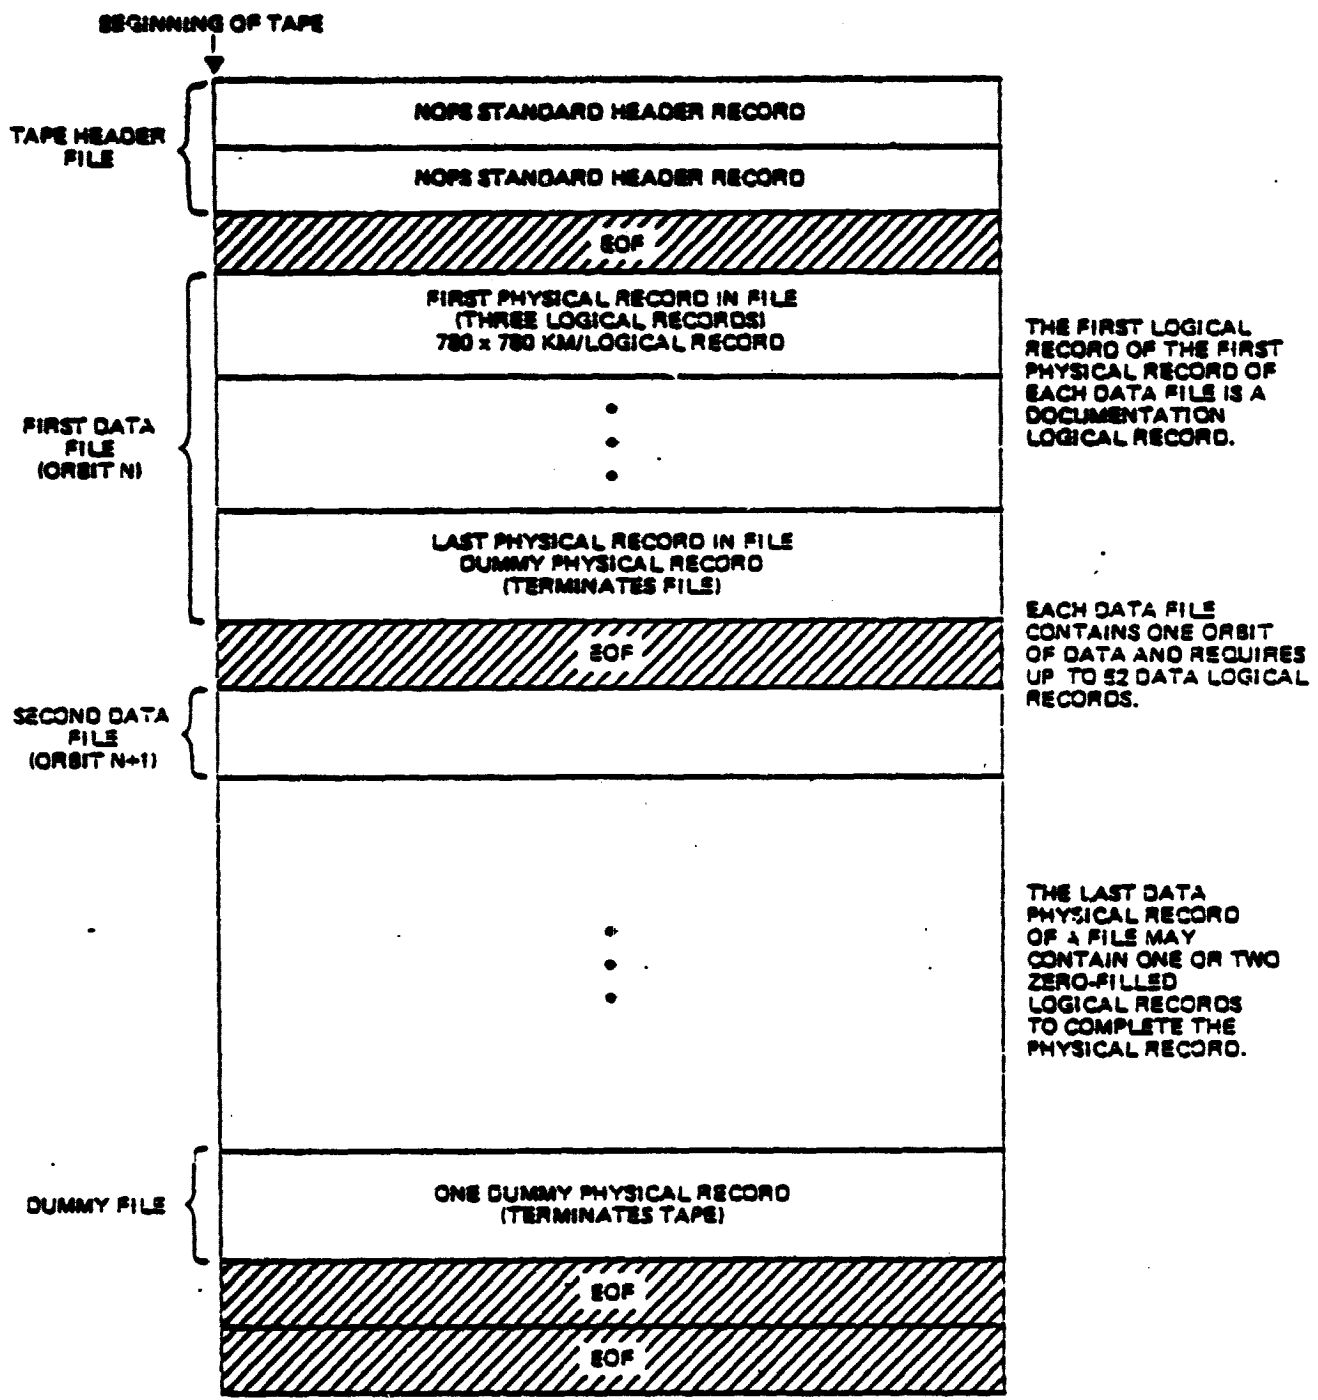 BEGINNING OF TAPE
TAPE HEADER
FILE
NOPS STANDARD HEADER RECORD
NOPS STANDARD HEADER RECORD
EOF
FIRST DATA
FILE
(ORBIT N)
FIRST PHYSICAL RECORD IN FILE
(THREE LOGICAL RECORDS)
780 x 780 KM/LOGICAL RECORD
THE FIRST LOGICAL
RECORD OF THE FIRST
PHYSICAL RECORD OF
EACH DATA FILE IS A
DOCUMENTATION
LOGICAL RECORD.
LAST PHYSICAL RECORD IN FILE
DUMMY PHYSICAL RECORD
(TERMINATES FILE)
EOF
EACH DATA FILE
CONTAINS ONE ORBIT
OF DATA AND REQUIRES
UP TO 52 DATA LOGICAL
RECORDS.
SECOND DATA
FILE
(ORBIT N+1)
THE LAST DATA
PHYSICAL RECORD
OF A FILE MAY
CONTAIN ONE OR TWO
ZERO-FILLED
LOGICAL RECORDS
TO COMPLETE THE
PHYSICAL RECORD.
DUMMY FILE
ONE DUMMY PHYSICAL RECORD
(TERMINATES TAPE)
EOF
EOF